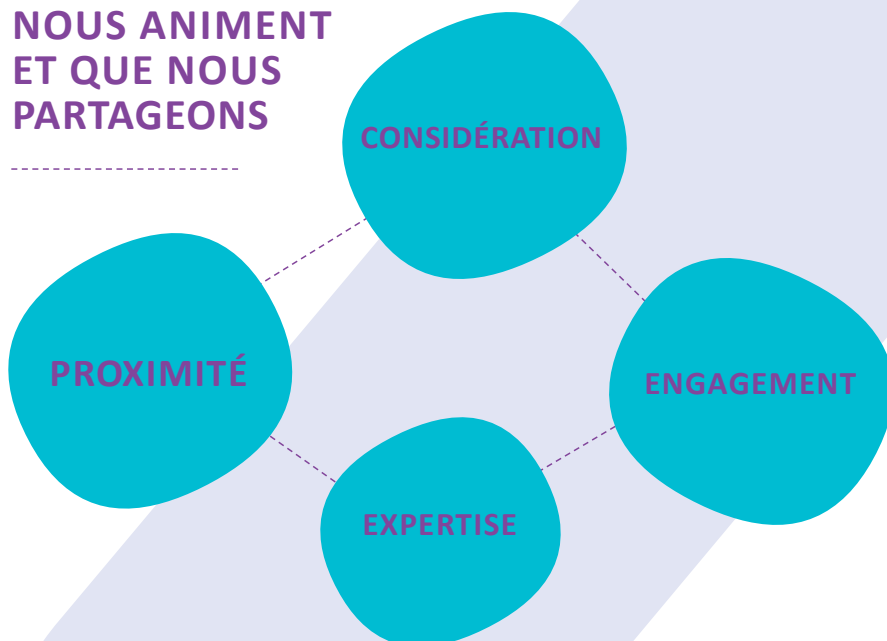 NOUS ANIMENT
ET QUE NOUS
PARTAGEONS
CONSIDÉRATION
PROXIMITÉ
ENGAGEMENT
EXPERTISE